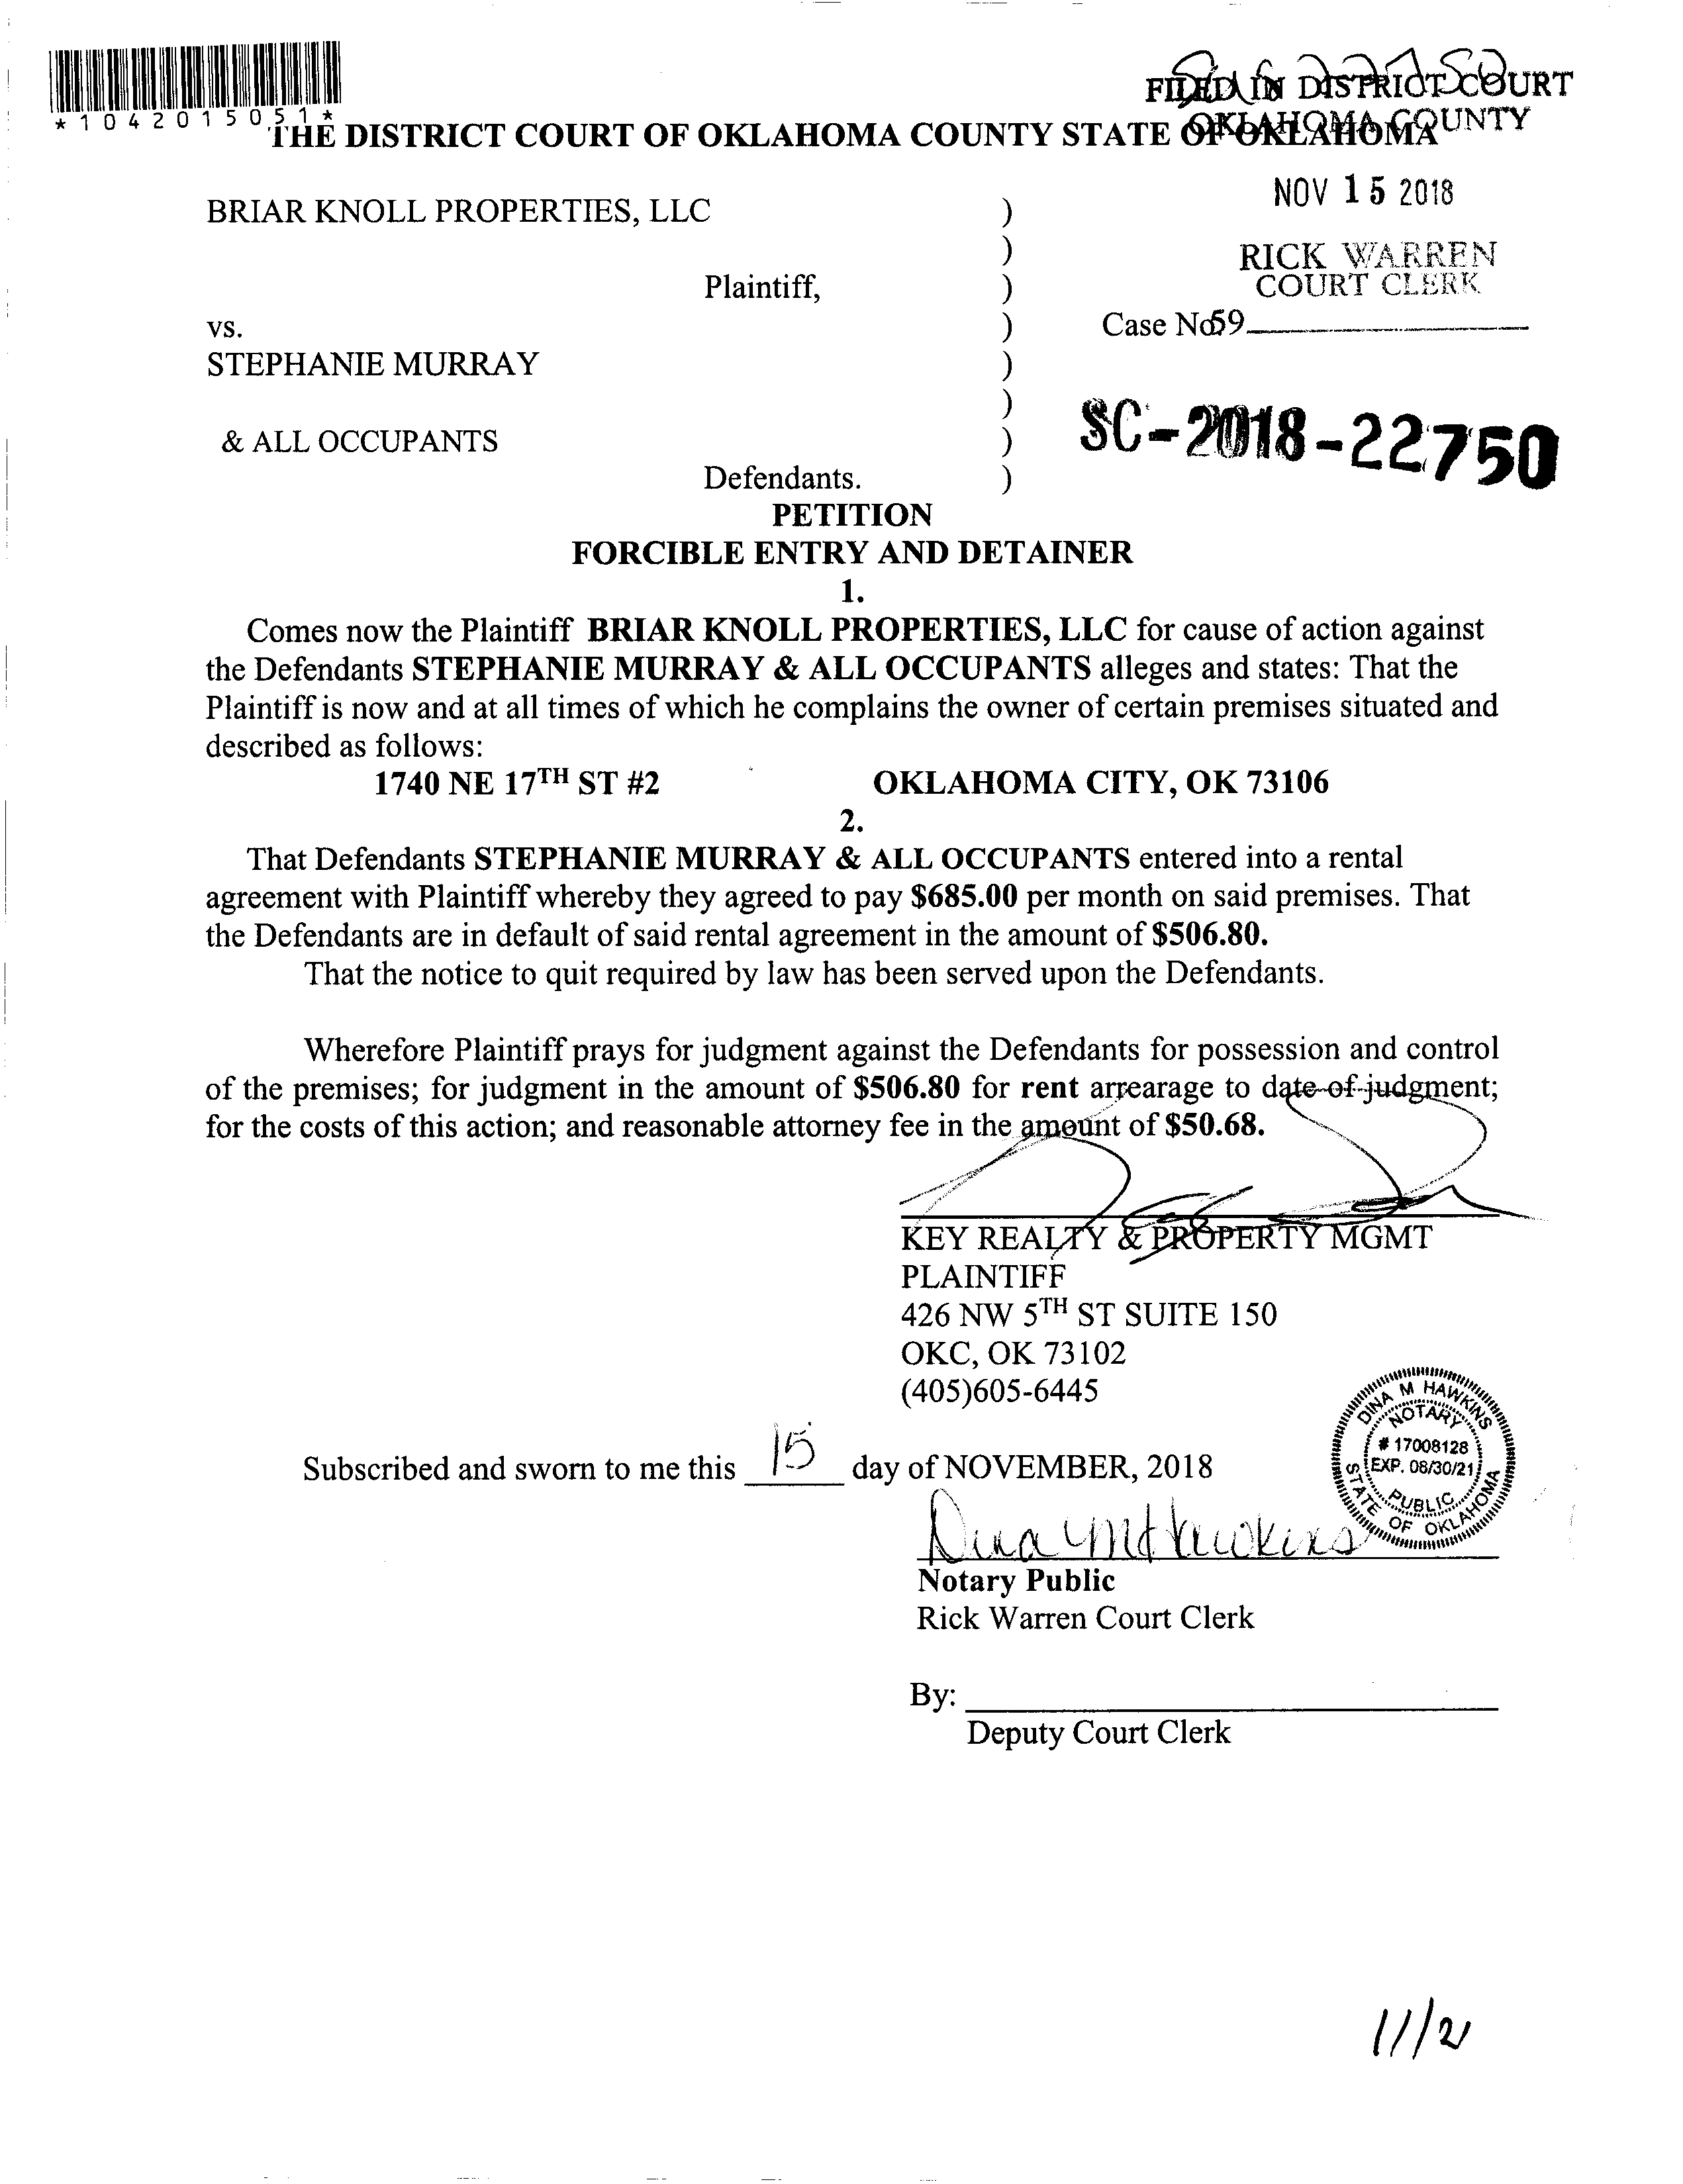 *1042015051*
FILED IN DISTRICT COURT
OKLAHOMA COUNTY
THE DISTRICT COURT OF OKLAHOMA COUNTY STATE OF OKLAHOMA
NOV 15 2018
BRIAR KNOLL PROPERTIES, LLC )
)
RICK WARREN
COURT CLERK
Plaintiff, )
vs. ) Case No59.
STEPHANIE MURRAY )
)
SC-2018-22750
& ALL OCCUPANTS )
Defendants. )
PETITION
FORCIBLE ENTRY AND DETAINER
1.
Comes now the Plaintiff BRIAR KNOLL PROPERTIES, LLC for cause of action against
the Defendants STEPHANIE MURRAY & ALL OCCUPANTS alleges and states: That the
Plaintiff is now and at all times of which he complains the owner of certain premises situated and
described as follows:
1740 NE 17TH ST #2 OKLAHOMA CITY, OK 73106
2.
That Defendants STEPHANIE MURRAY & ALL OCCUPANTS entered into a rental
agreement with Plaintiff whereby they agreed to pay $685.00 per month on said premises. That
the Defendants are in default of said rental agreement in the amount of $506.80.
That the notice to quit required by law has been served upon the Defendants.
Wherefore Plaintiff prays for judgment against the Defendants for possession and control
of the premises; for judgment in the amount of $506.80 for rent arrearage to date of judgment;
for the costs of this action; and reasonable attorney fee in the amount of $50.68.
KEY REALTY & PROPERTY MGMT
PLAINTIFF
426 NW 5TH ST SUITE 150
OKC, OK 73102
(405)605-6445
DINA M HAWKINS
NOTARY
# 17008128
EXP. 08/30/21
PUBLIC
STATE OF OKLAHOMA
Subscribed and sworn to me this 15 day of NOVEMBER, 2018
Dina M Hawkins
Notary Public
Rick Warren Court Clerk
By:
Deputy Court Clerk
11/21